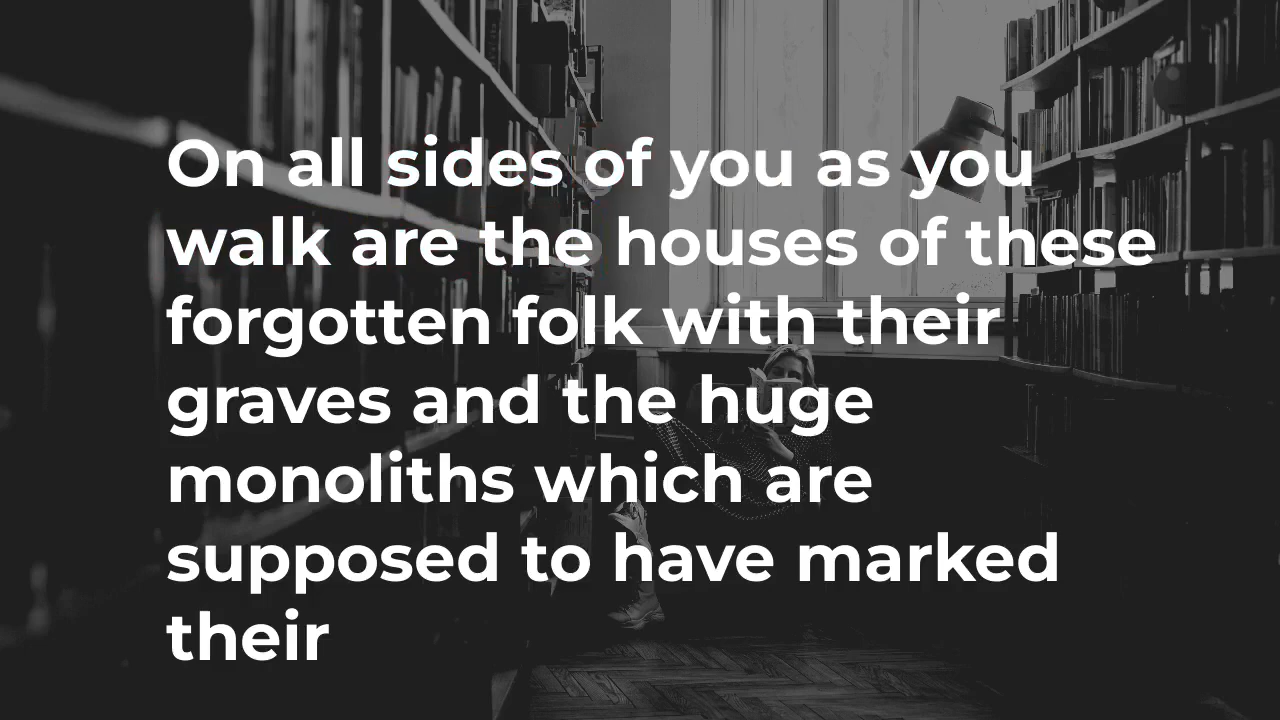 On all sides of you as you
walk are the houses of these
forgotten folk with their
graves and the huge
monoliths which are
supposed to have marked
their